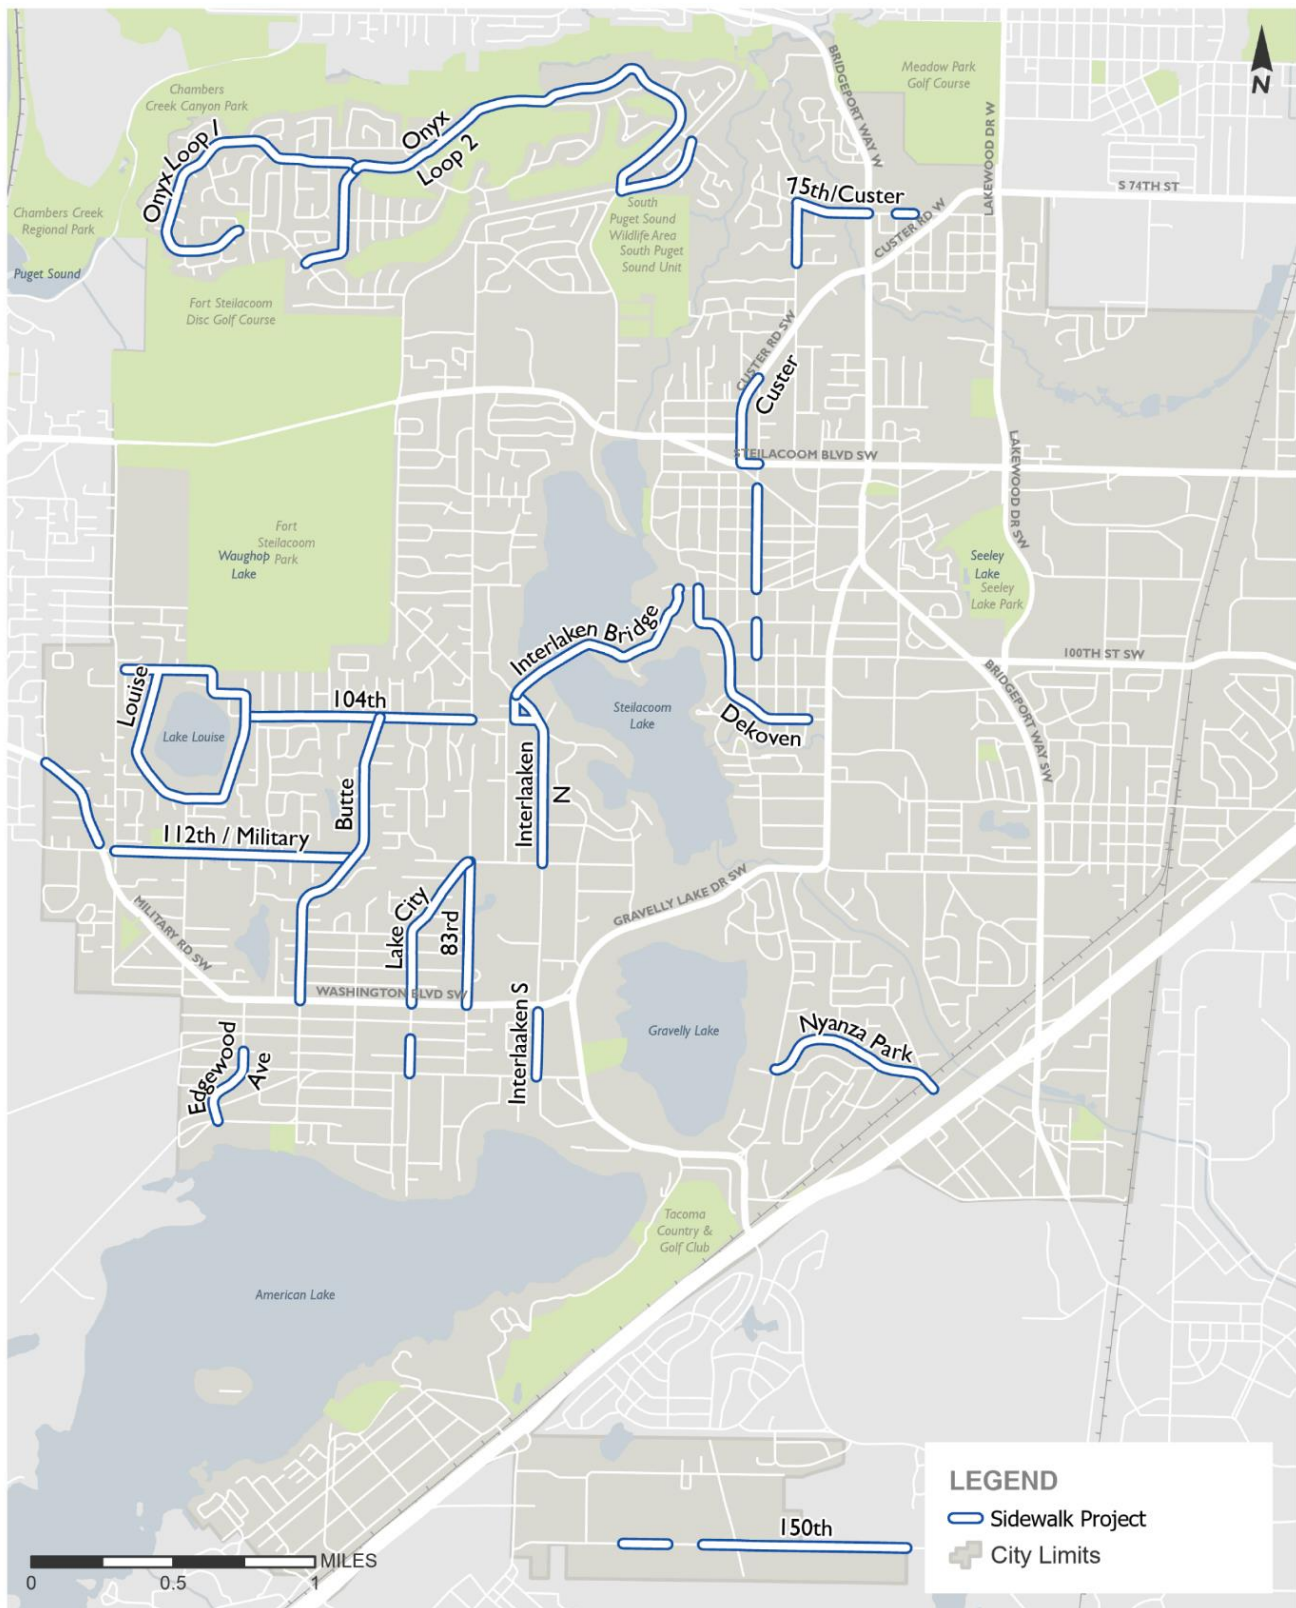 BRIDGEPORT WAY W
Meadow Park
Golf Course
N
Chambers
Creek Canyon Park
Onyx Loop 1
Onyx
Loop 2
LAKEWOOD DR W
S 74TH ST
75th/Custer
South
Puget Sound
Wildlife Area
South Puget
Sound Unit
Chambers Creek
Regional Park
CUSTER RD W
Puget Sound
Fort Steilacoom
Disc Golf Course
CUSTER RD SW
Custer
STEILACOOM BLVD SW
LAKEWOOD DR SW
Fort
Steilacoom
Park
Waughop
Lake
Seeley
Lake
Seeley
Lake Park
Interlaken Bridge
100TH ST SW
Louise
104th
Steilacoom
Lake
Dekoven
BRIDGEPORT WAY SW
Lake Louise
Butte
Interlaaken
N
112th / Military
GRAVELLY LAKE DR SW
MILITARY RD SW
Lake City
83rd
WASHINGTON BLVD SW
Interlaaken S
Gravelly Lake
Nyanza Park
Edgewood
Ave
Tacoma
Country &
Golf Club
American Lake
LEGEND
Sidewalk Project
City Limits
150th
MILES
0 0.5 1